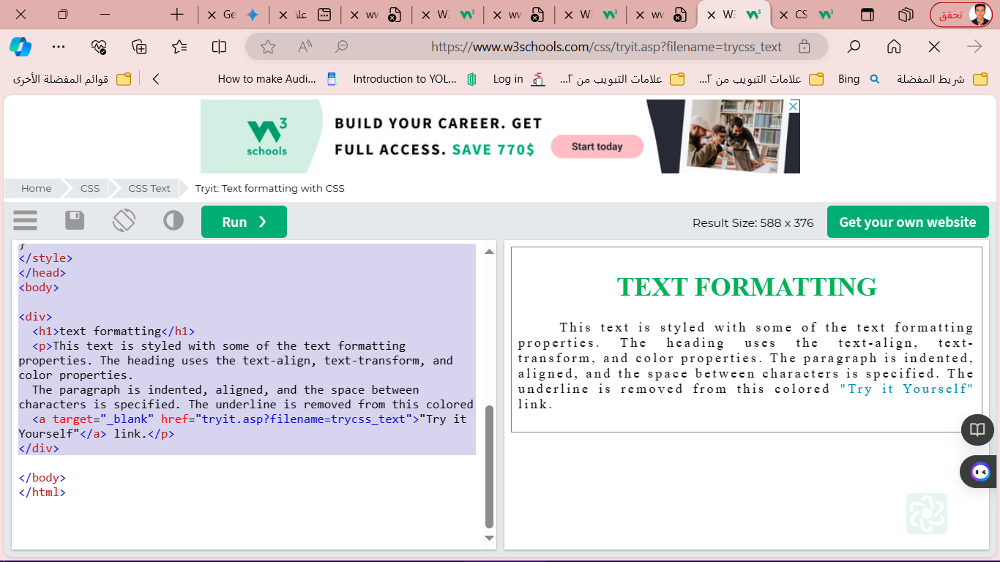 Ge
علا
wv
W:
wv
W:
wv
W:
CS
تحقق
https://www.w3schools.com/css/tryit.asp?filename=trycss_text
قوائم المفضلة الأخرى
How to make Audi...
Introduction to YOL...
Log in
علامات التبويب من ٢...
علامات التبويب من ٢...
Bing
شريط المفضلة
W3
schools
BUILD YOUR CAREER. GET
FULL ACCESS. SAVE 770$
Start today
Home
CSS
CSS Text
Tryit: Text formatting with CSS
Run ❯
Result Size: 588 x 376
Get your own website
}
</style>
</head>
<body>
<div>
<h1>text formatting</h1>
<p>This text is styled with some of the text formatting
properties. The heading uses the text-align, text-transform, and
color properties.
The paragraph is indented, aligned, and the space between
characters is specified. The underline is removed from this colored
<a target="_blank" href="tryit.asp?filename=trycss_text">"Try it
Yourself"</a> link.</p>
</div>
</body>
</html>
TEXT FORMATTING
This text is styled with some of the text formatting
properties. The heading uses the text-align, text-
transform, and color properties. The paragraph is indented,
aligned, and the space between characters is specified. The
underline is removed from this colored "Try it Yourself"
link.